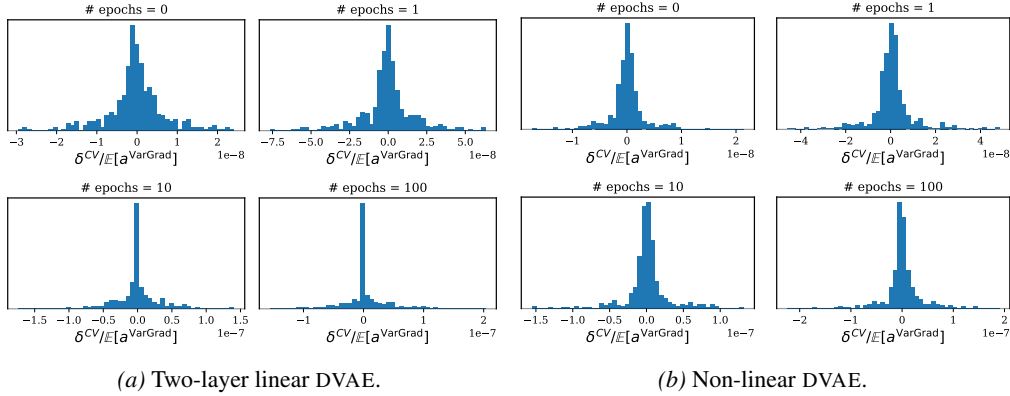 # epochs = 0
−3 −2 −1 0 1 2
1e−8
δ^CV/𝔼[a^VarGrad]
# epochs = 1
−7.5 −5.0 −2.5 0.0 2.5 5.0
1e−8
δ^CV/𝔼[a^VarGrad]
# epochs = 0
−1 0 1 2
1e−8
δ^CV/𝔼[a^VarGrad]
# epochs = 1
−4 −2 0 2 4
1e−8
δ^CV/𝔼[a^VarGrad]
# epochs = 10
−1.5 −1.0 −0.5 0.0 0.5 1.0 1.5
1e−7
δ^CV/𝔼[a^VarGrad]
# epochs = 100
−1 0 1 2
1e−7
δ^CV/𝔼[a^VarGrad]
# epochs = 10
−1.5 −1.0 −0.5 0.0 0.5 1.0
1e−7
δ^CV/𝔼[a^VarGrad]
# epochs = 100
−2 −1 0 1 2
1e−7
δ^CV/𝔼[a^VarGrad]
(a) Two-layer linear DVAE.
(b) Non-linear DVAE.